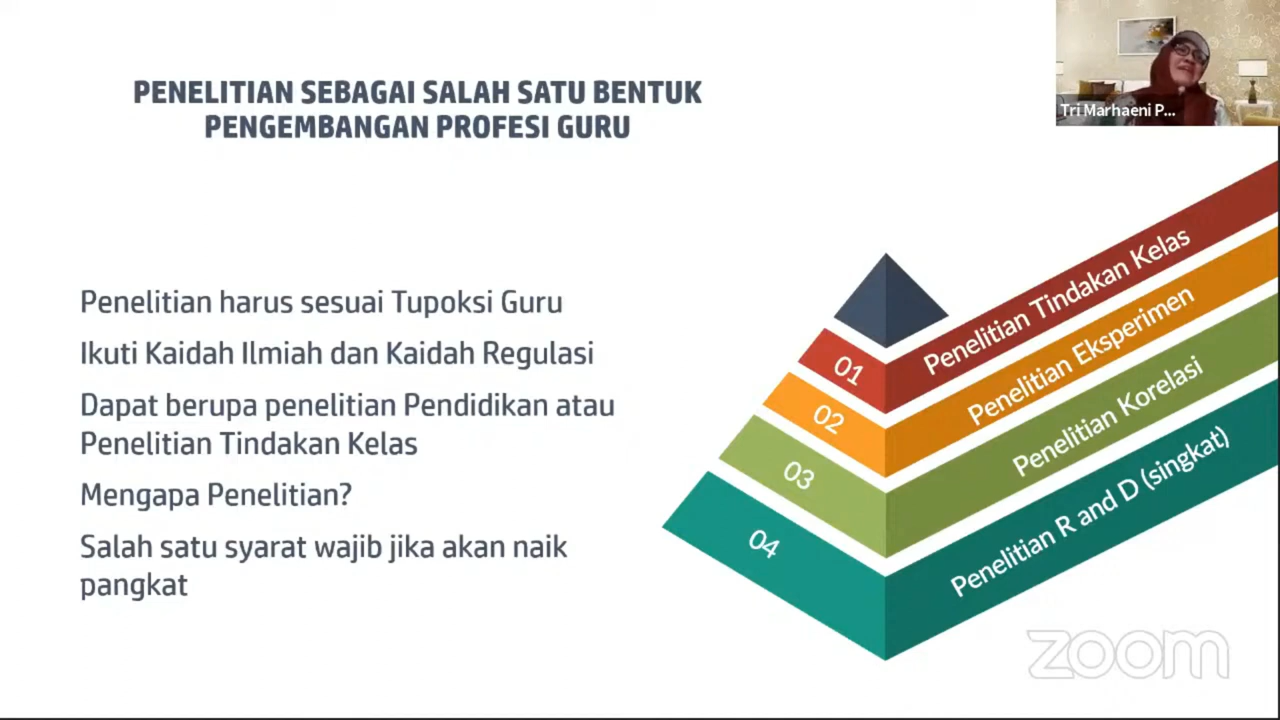 PENELITIAN SEBAGAI SALAH SATU BENTUK
PENGEMBANGAN PROFESI GURU
Tri Marhaeni P...
Penelitian harus sesuai Tupoksi Guru
Ikuti Kaidah Ilmiah dan Kaidah Regulasi
Dapat berupa penelitian Pendidikan atau
Penelitian Tindakan Kelas
Mengapa Penelitian?
Salah satu syarat wajib jika akan naik
pangkat
01 Penelitian Tindakan Kelas
02 Penelitian Eksperimen
03 Penelitian Korelasi
04 Penelitian R and D (singkat)
zoom